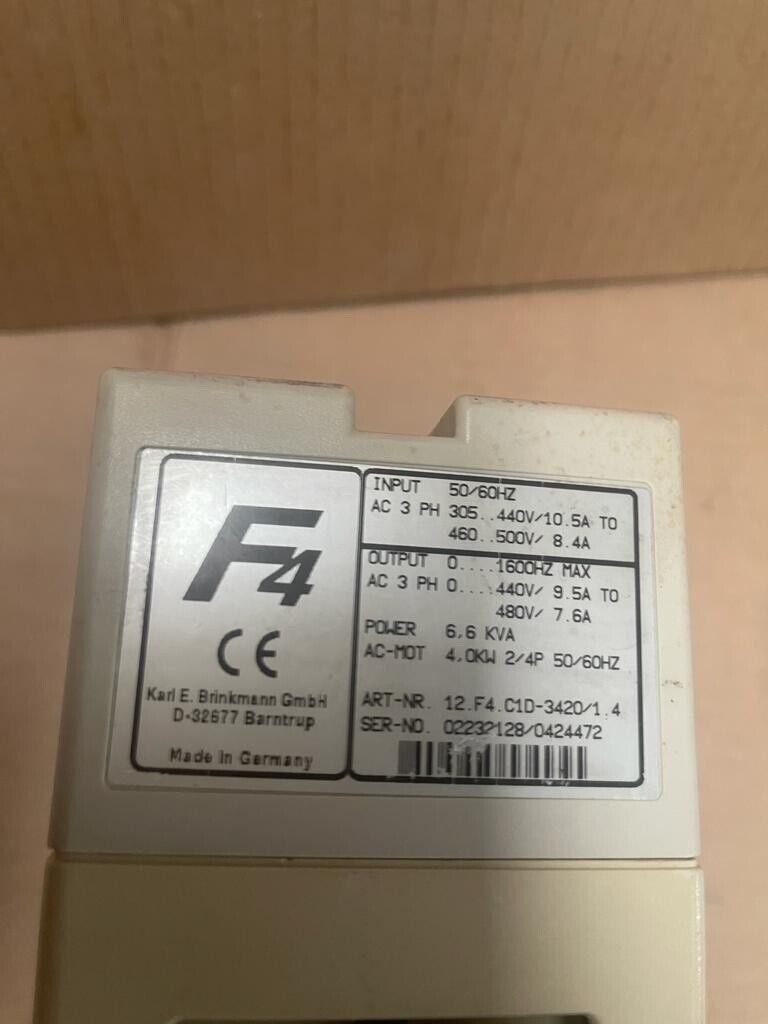 F4
CE
Karl E. Brinkmann GmbH
D-32677 Barntrup
Made in Germany
INPUT 50/60HZ
AC 3 PH 305..440V/10.5A TO
460..500V/ 8.4A
OUTPUT 0....1600HZ MAX
AC 3 PH 0....440V/ 9.5A TO
480V/ 7.6A
POWER 6,6 KVA
AC-MOT 4,0KW 2/4P 50/60HZ
ART-NR. 12.F4.C1D-3420/1.4
SER-NO. 02232128/0424472